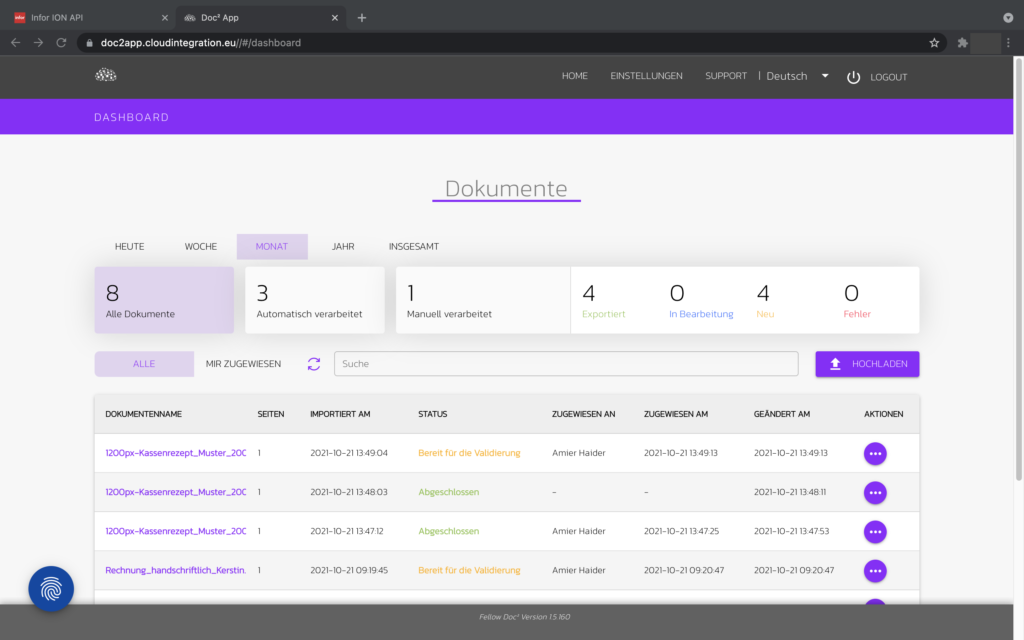 infor Infor ION API Doc² App
doc2app.cloudintegration.eu//#/dashboard
HOME EINSTELLUNGEN SUPPORT | Deutsch LOGOUT
DASHBOARD
Dokumente
HEUTE WOCHE MONAT JAHR INSGESAMT
8 3 1 4 0 4 0
Alle Dokumente Automatisch verarbeitet Manuell verarbeitet Exportiert In Bearbeitung Neu Fehler
ALLE MIR ZUGEWIESEN Suche HOCHLADEN
DOKUMENTENNAME SEITEN IMPORTIERT AM STATUS ZUGEWIESEN AN ZUGEWIESEN AM GEÄNDERT AM AKTIONEN
1200px-Kassenrezept_Muster_200 1 2021-10-21 13:49:04 Bereit für die Validierung Amier Haider 2021-10-21 13:49:13 2021-10-21 13:49:13
1200px-Kassenrezept_Muster_200 1 2021-10-21 13:48:03 Abgeschlossen - - 2021-10-21 13:48:11
1200px-Kassenrezept_Muster_200 1 2021-10-21 13:47:12 Abgeschlossen Amier Haider 2021-10-21 13:47:25 2021-10-21 13:47:53
Rechnung_handschriftlich_Kerstin. 1 2021-10-21 09:19:45 Bereit für die Validierung Amier Haider 2021-10-21 09:20:47 2021-10-21 09:20:47
Fellow Doc² Version 1.5.160